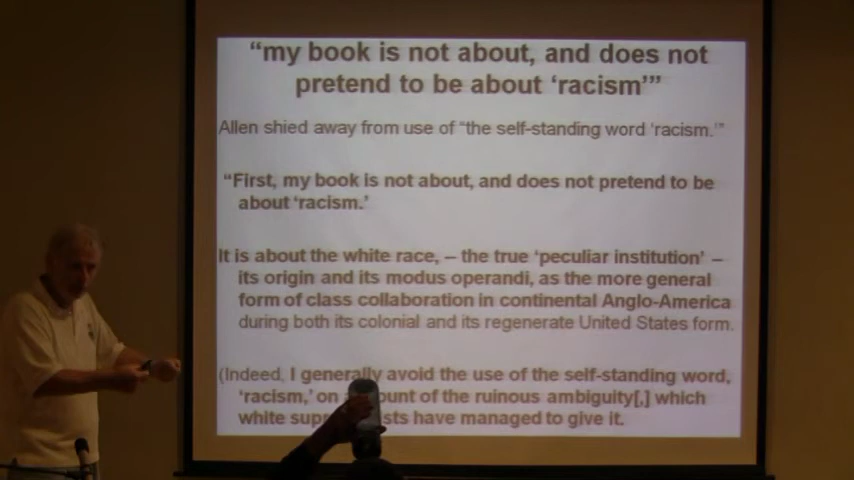 “my book is not about, and does not
pretend to be about ‘racism’”
Allen shied away from use of “the self-standing word ‘racism.’”
“First, my book is not about, and does not pretend to be
about ‘racism.’
It is about the white race, – the true ‘peculiar institution’ –
its origin and its modus operandi, as the more general
form of class collaboration in continental Anglo-America
during both its colonial and its regenerate United States form.
(Indeed, I generally avoid the use of the self-standing word,
‘racism,’ on account of the ruinous ambiguity[,] which
white supremacists have managed to give it.